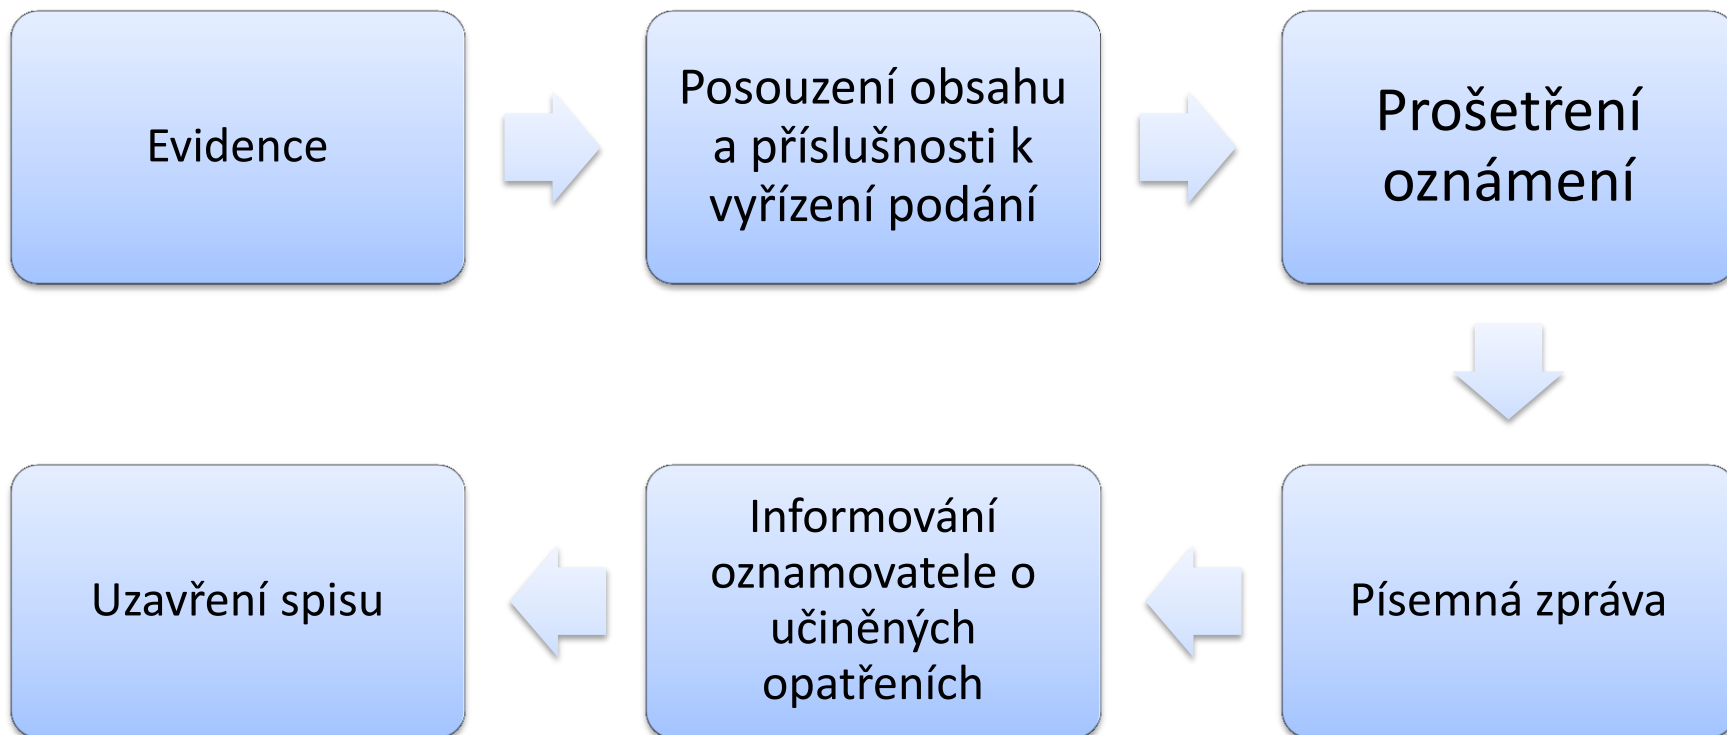 Evidence
Posouzení obsahu
a příslušnosti k
vyřízení podání
Prošetření
oznámení
Písemná zpráva
Informování
oznamovatele o
učiněných
opatřeních
Uzavření spisu